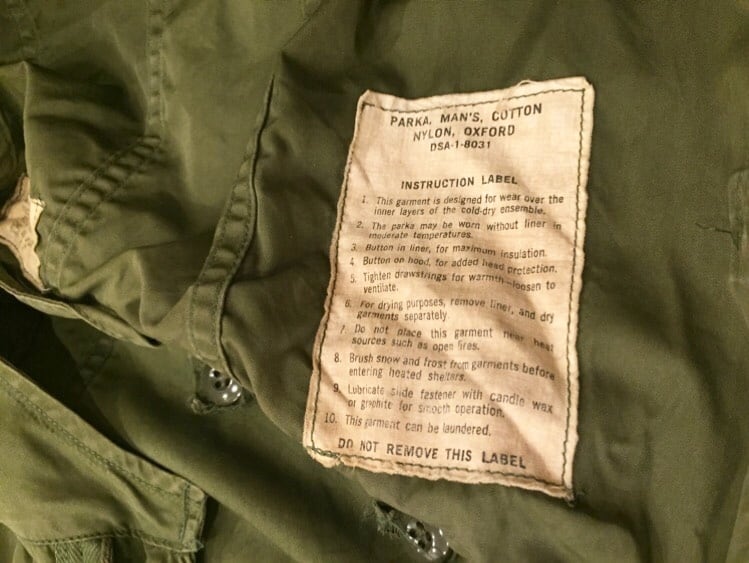 PARKA, MAN'S, COTTON
NYLON, OXFORD
DSA-1-8031
INSTRUCTION LABEL
1. This garment is designed for wear over the
inner layers of the cold-dry ensemble.
2. The parka may be worn without liner in
moderate temperatures.
3. Button in liner, for maximum insulation.
4. Button on hood, for added head protection.
5. Tighten drawstrings for warmth—loosen to
ventilate.
6. For drying purposes, remove liner, and dry
garments separately.
7. Do not place this garment near heat
sources such as open fires.
8. Brush snow and frost from garments before
entering heated shelters.
9. Lubricate slide fastener with candle wax
or graphite for smooth operation.
10. This garment can be laundered.
DO NOT REMOVE THIS LABEL